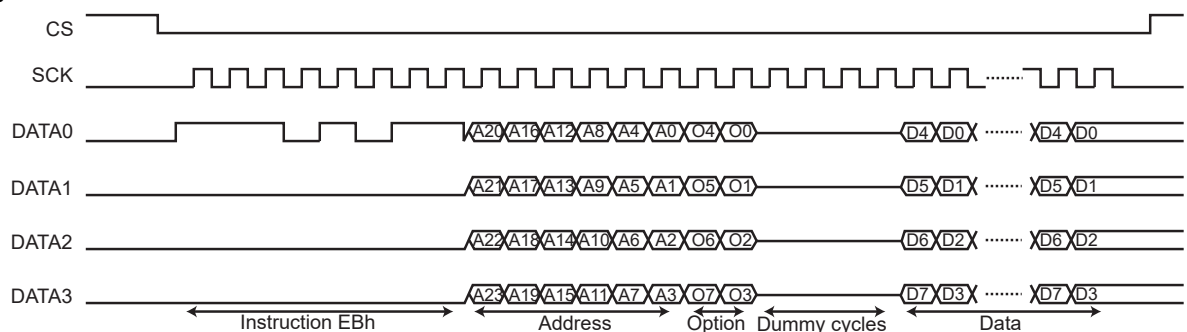 CS
SCK
DATA0 A20 A16 A12 A8 A4 A0 O4 O0 D4 D0 D4 D0
DATA1 A21 A17 A13 A9 A5 A1 O5 O1 D5 D1 D5 D1
DATA2 A22 A18 A14 A10 A6 A2 O6 O2 D6 D2 D6 D2
DATA3 A23 A19 A15 A11 A7 A3 O7 O3 D7 D3 D7 D3
Instruction EBh Address Option Dummy cycles Data